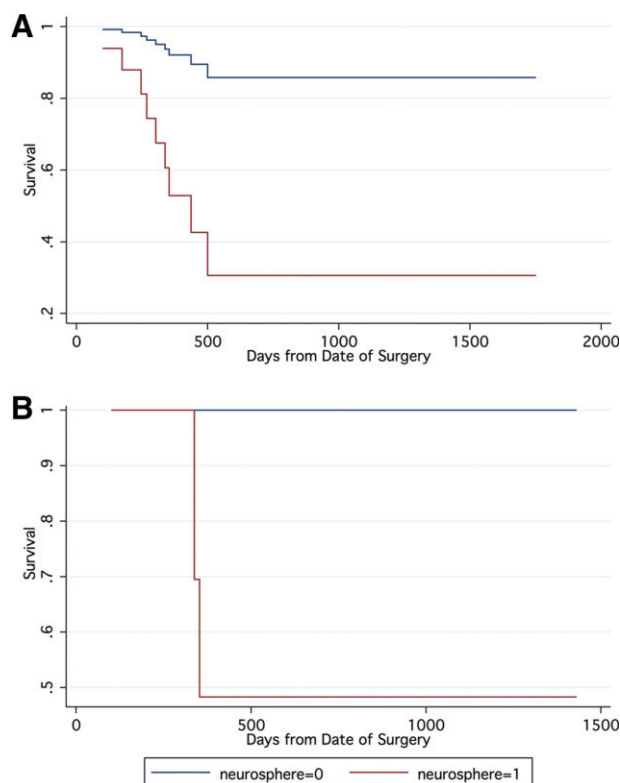 A
1
.8
.6
.4
.2
Survival
0 500 1000 1500 2000
Days from Date of Surgery
B
1
.9
.8
.7
.6
.5
Survival
0 500 1000 1500
Days from Date of Surgery
neurosphere=0 neurosphere=1